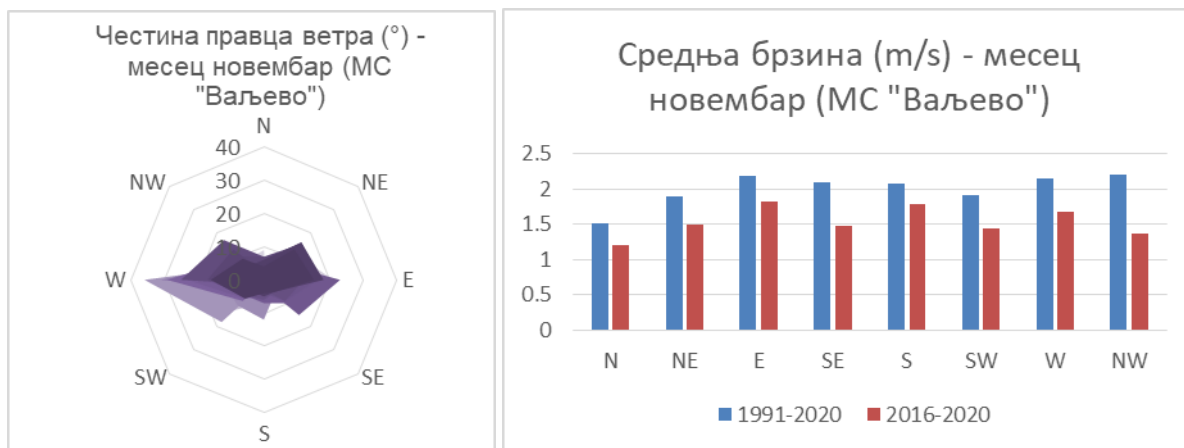 Честина правца ветра (°) -
месец новембар (МС
"Ваљево")
N
NE
E
SE
S
SW
W
NW
40
30
20
10
0
Средња брзина (m/s) - месец
новембар (МС "Ваљево")
2.5
2
1.5
1
0.5
0
N NE E SE S SW W NW
1991-2020 2016-2020